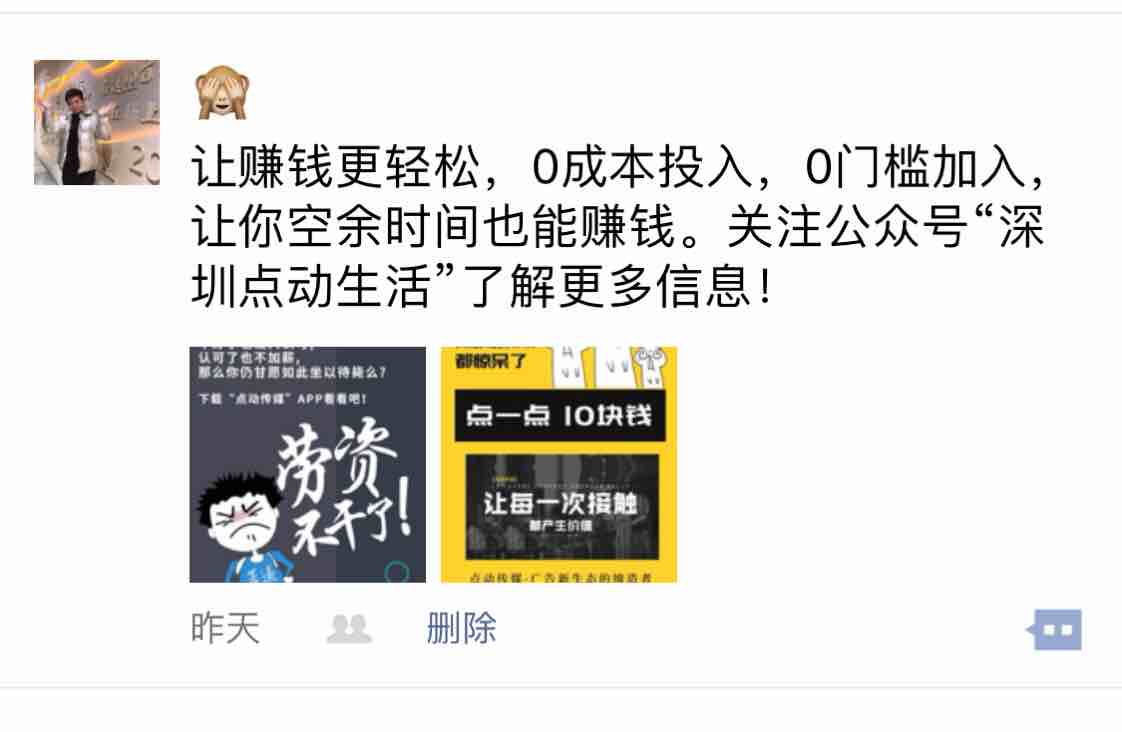 让赚钱更轻松，0成本投入，0门槛加入，
让你空余时间也能赚钱。关注公众号“深
圳点动生活”了解更多信息！
认可了也不加薪，
那么你仍甘愿如此坐以待毙么？
下载“点动传媒”APP看看吧！
劳资
不干了！
都惊呆了
点一点 10块钱
让每一次接触
都产生价值
点动传媒·广告新生态的缔造者
昨天
删除